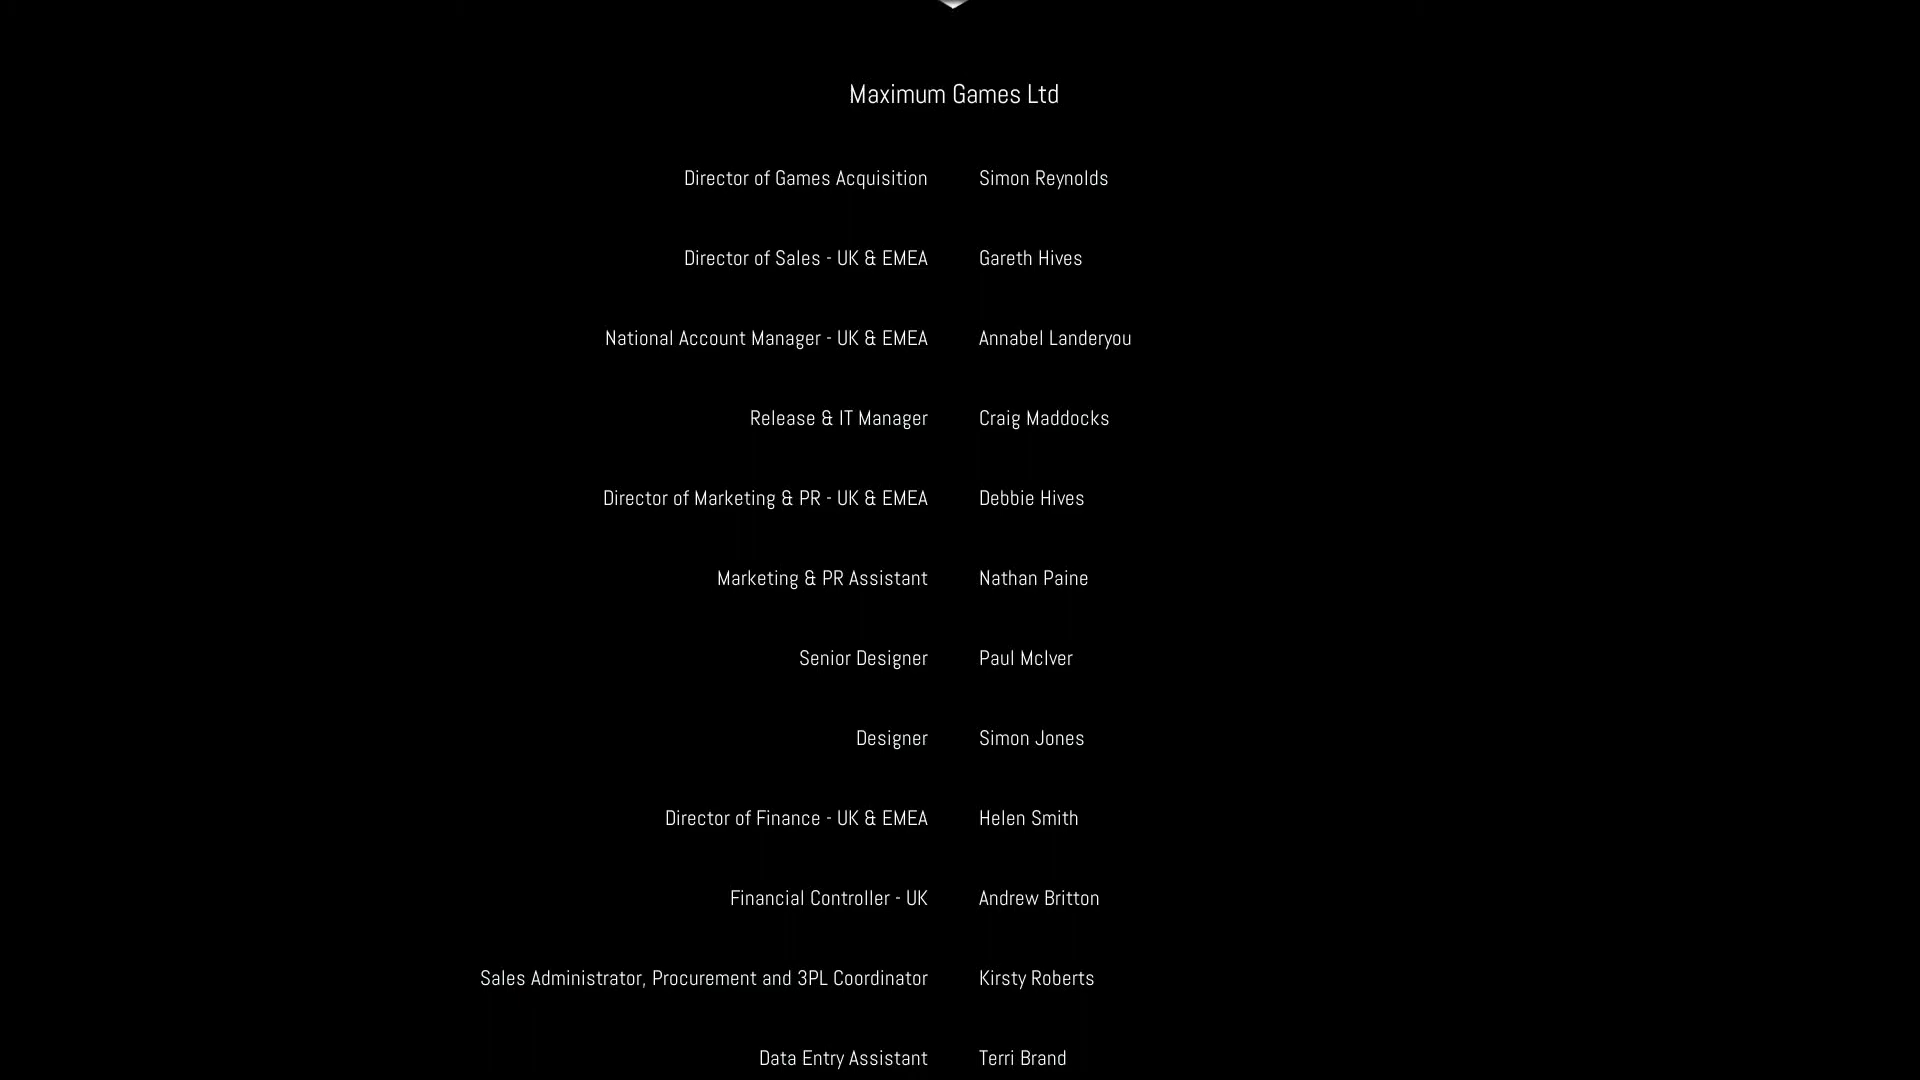 Maximum Games Ltd
Director of Games Acquisition Simon Reynolds
Director of Sales - UK & EMEA Gareth Hives
National Account Manager - UK & EMEA Annabel Landeryou
Release & IT Manager Craig Maddocks
Director of Marketing & PR - UK & EMEA Debbie Hives
Marketing & PR Assistant Nathan Paine
Senior Designer Paul McIver
Designer Simon Jones
Director of Finance - UK & EMEA Helen Smith
Financial Controller - UK Andrew Britton
Sales Administrator, Procurement and 3PL Coordinator Kirsty Roberts
Data Entry Assistant Terri Brand